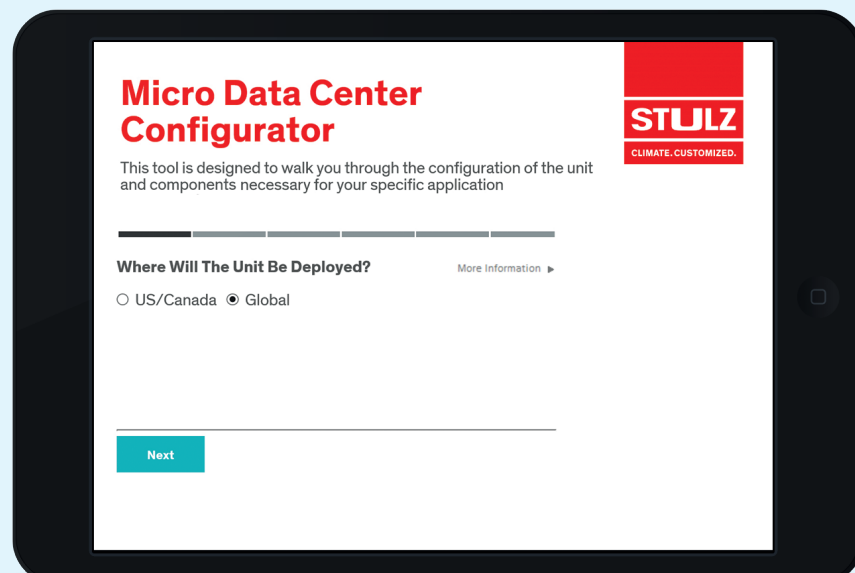 Micro Data Center
Configurator
This tool is designed to walk you through the configuration of the unit
and components necessary for your specific application
STULZ
CLIMATE. CUSTOMIZED.
Where Will The Unit Be Deployed?
More Information
US/Canada
Global
Next